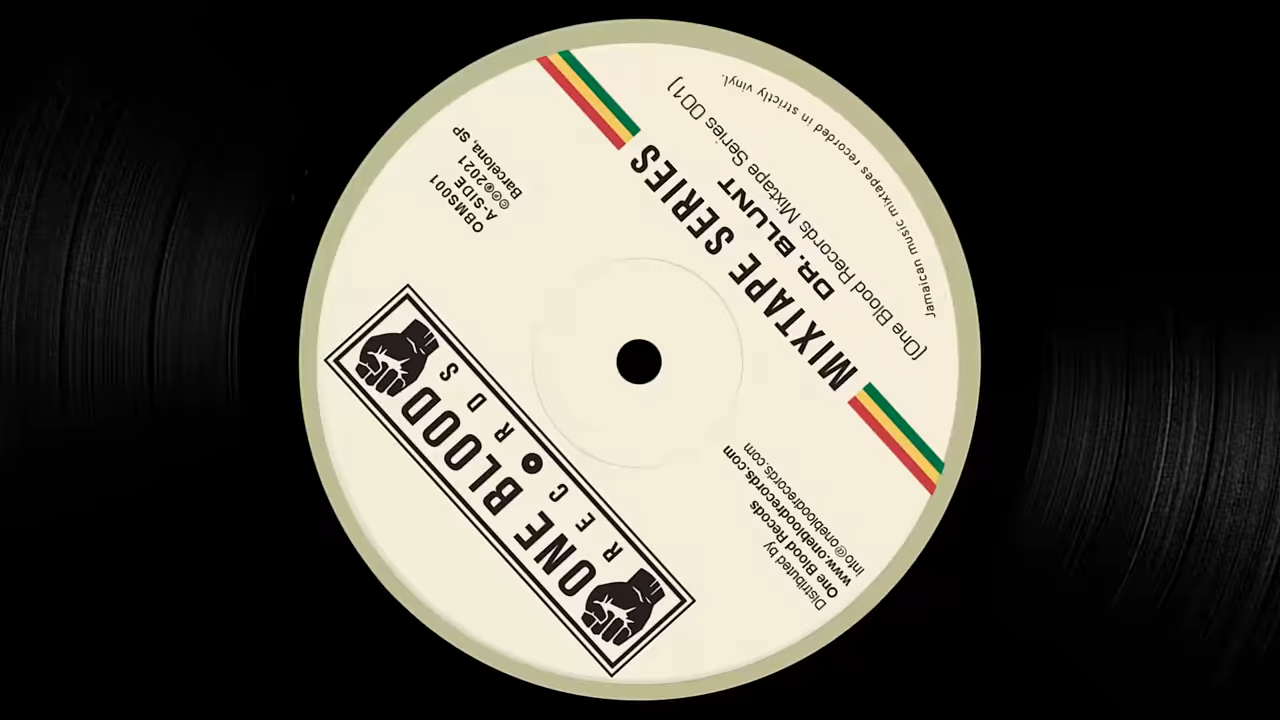 ONE BLOOD
RECORDS
Distributed by
One Blood Recods
www.onebloodrecords.com
info@onebloodrecords.com
OBMS001
A-SIDE
©℗2021
Barcelona, SP
MIXTAPE SERIES
DR. BLUNT
[One Blood Records Mixtape Series 001]
Jamaican music mixtapes recorded in strictly vinyl.